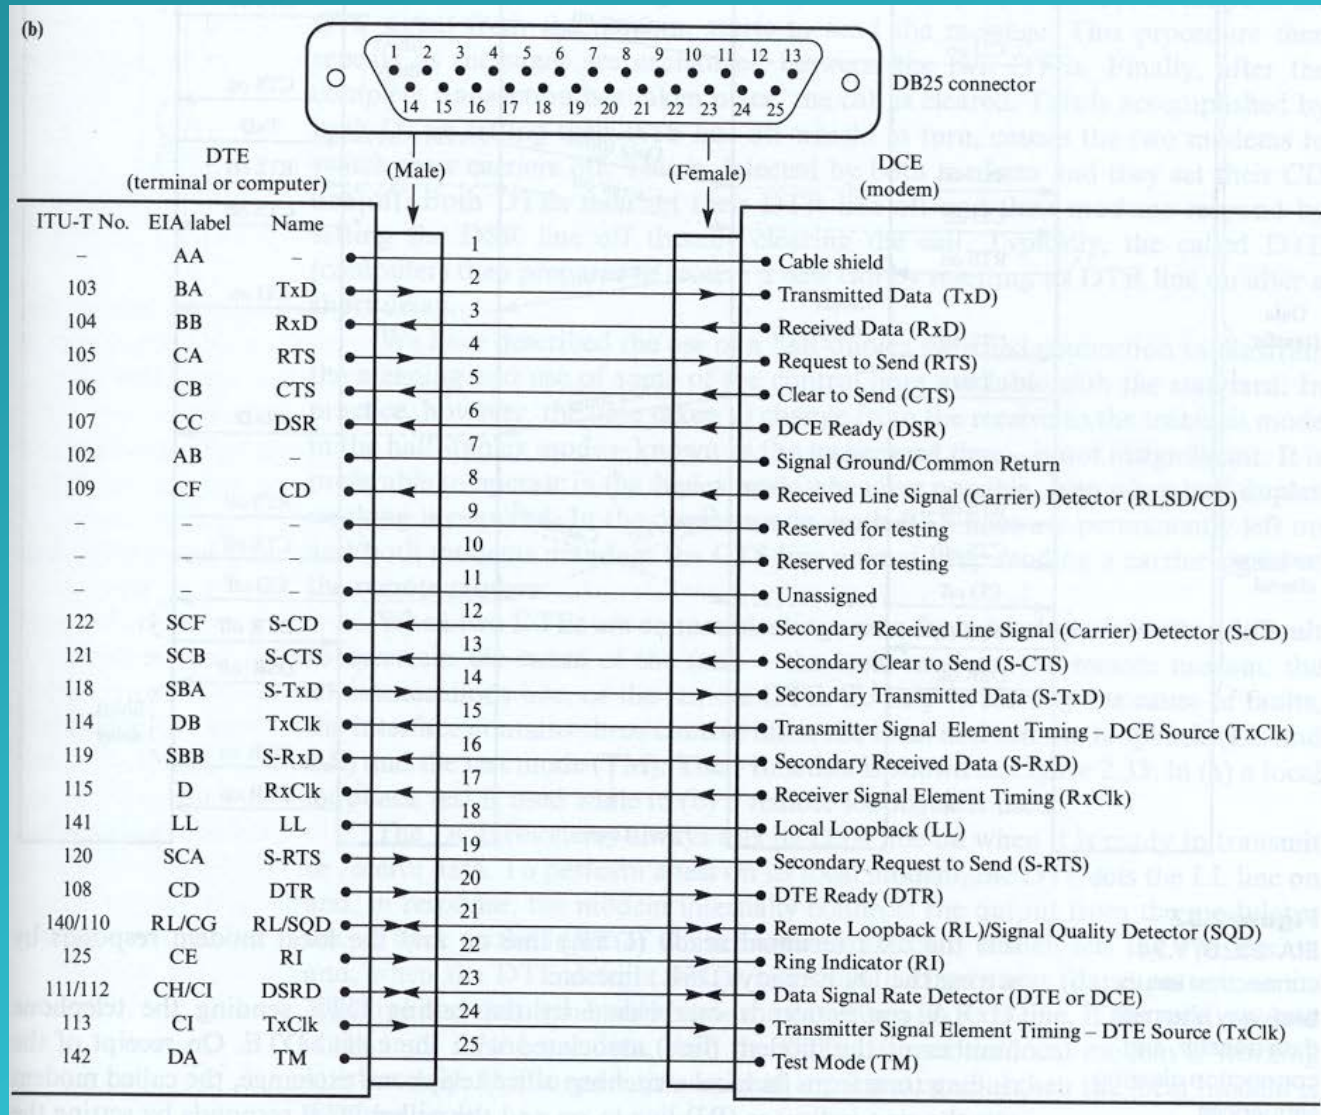 (b)
1 2 3 4 5 6 7 8 9 10 11 12 13
14 15 16 17 18 19 20 21 22 23 24 25
DB25 connector
DTE
(terminal or computer)
(Male)
(Female)
DCE
(modem)
ITU-T No. EIA label Name
– AA – 1 Cable shield
103 BA TxD 2 Transmitted Data (TxD)
104 BB RxD 3 Received Data (RxD)
105 CA RTS 4 Request to Send (RTS)
106 CB CTS 5 Clear to Send (CTS)
107 CC DSR 6 DCE Ready (DSR)
102 AB – 7 Signal Ground/Common Return
109 CF CD 8 Received Line Signal (Carrier) Detector (RLSD/CD)
– – – 9 Reserved for testing
– – – 10 Reserved for testing
– – – 11 Unassigned
122 SCF S-CD 12 Secondary Received Line Signal (Carrier) Detector (S-CD)
121 SCB S-CTS 13 Secondary Clear to Send (S-CTS)
118 SBA S-TxD 14 Secondary Transmitted Data (S-TxD)
114 DB TxClk 15 Transmitter Signal Element Timing – DCE Source (TxClk)
119 SBB S-RxD 16 Secondary Received Data (S-RxD)
115 D RxClk 17 Receiver Signal Element Timing (RxClk)
141 LL LL 18 Local Loopback (LL)
120 SCA S-RTS 19 Secondary Request to Send (S-RTS)
108 CD DTR 20 DTE Ready (DTR)
140/110 RL/CG RL/SQD 21 Remote Loopback (RL)/Signal Quality Detector (SQD)
125 CE RI 22 Ring Indicator (RI)
111/112 CH/CI DSRD 23 Data Signal Rate Detector (DTE or DCE)
113 CI TxClk 24 Transmitter Signal Element Timing – DTE Source (TxClk)
142 DA TM 25 Test Mode (TM)